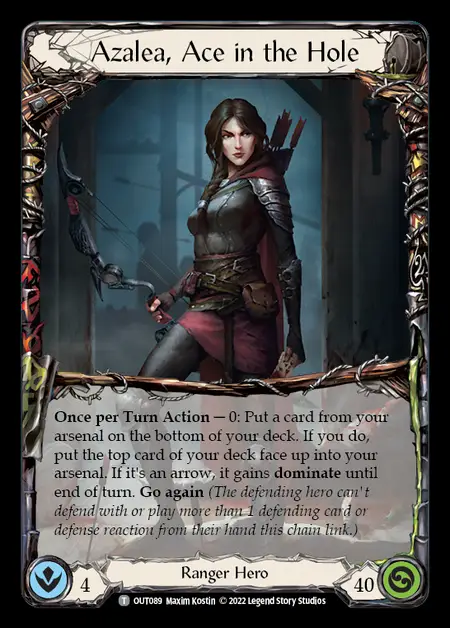 Azalea, Ace in the Hole
Once per Turn Action — 0: Put a card from your
arsenal on the bottom of your deck. If you do,
put the top card of your deck face up into your
arsenal. If it's an arrow, it gains dominate until
end of turn. Go again (The defending hero can't
defend with or play more than 1 defending card or
defense reaction from their hand this chain link.)
4
Ranger Hero
40
T OUT089 Maxim Kostin © 2022 Legend Story Studios